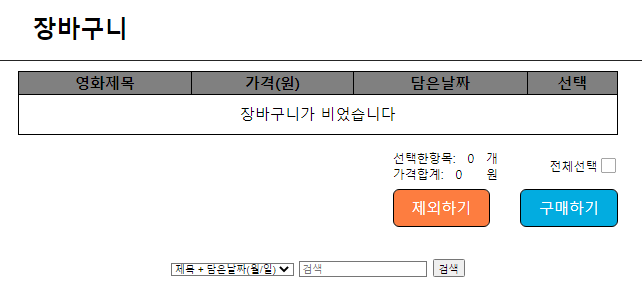 장바구니
영화제목 가격(원) 담은날짜 선택
장바구니가 비었습니다
선택한항목: 0 개
가격합계: 0 원
전체선택
제외하기 구매하기
제목 + 담은날짜(월/일) 검색 검색